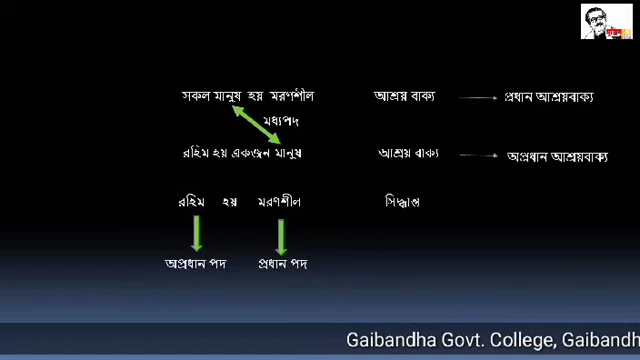 সকল মানুষ হয় মরণশীল আশ্রয় বাক্য প্রধান আশ্রয়বাক্য
মধ্যপদ
রহিম হয় একজন মানুষ আশ্রয় বাক্য অপ্রধান আশ্রয়বাক্য
রহিম হয় মরণশীল সিদ্ধান্ত
অপ্রধান পদ প্রধান পদ
Gaibandha Govt. College, Gaibandh